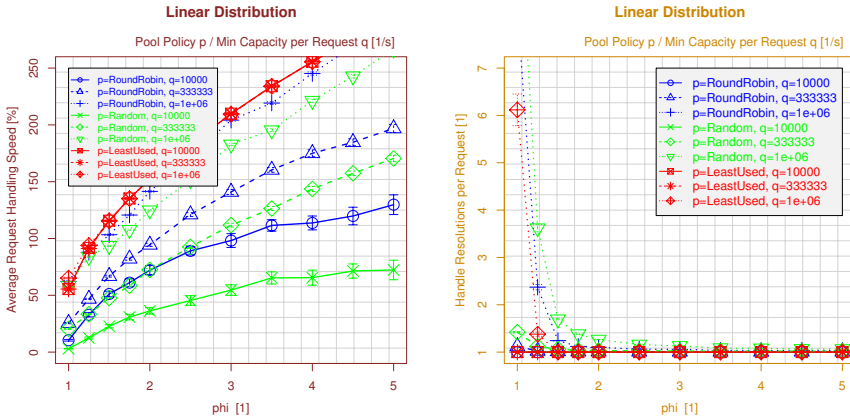 Linear Distribution
Pool Policy p / Min Capacity per Request q [1/s]
Average Request Handling Speed [%]
250
200
150
100
50
0
p=RoundRobin, q=10000
p=RoundRobin, q=333333
p=RoundRobin, q=1e+06
p=Random, q=10000
p=Random, q=333333
p=Random, q=1e+06
p=LeastUsed, q=10000
p=LeastUsed, q=333333
p=LeastUsed, q=1e+06
1 2 3 4 5
phi [1]
Linear Distribution
Pool Policy p / Min Capacity per Request q [1/s]
Handle Resolutions per Request [1]
7
6
5
4
3
2
1
p=RoundRobin, q=10000
p=RoundRobin, q=333333
p=RoundRobin, q=1e+06
p=Random, q=10000
p=Random, q=333333
p=Random, q=1e+06
p=LeastUsed, q=10000
p=LeastUsed, q=333333
p=LeastUsed, q=1e+06
1 2 3 4 5
phi [1]